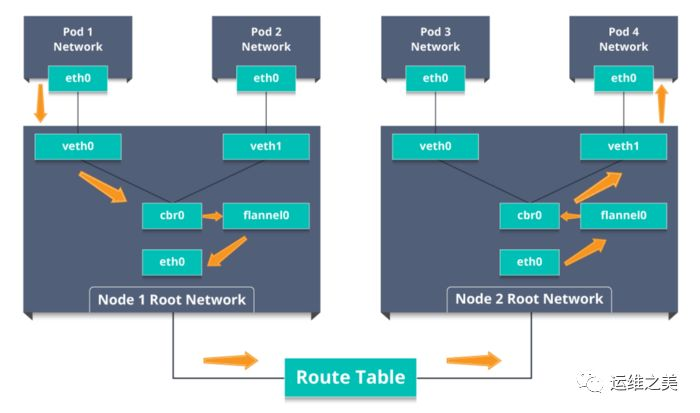 Pod 1
Network
eth0
Pod 2
Network
eth0
Pod 3
Network
eth0
Pod 4
Network
eth0
veth0
veth1
cbr0
flannel0
eth0
Node 1 Root Network
veth0
veth1
cbr0
flannel0
eth0
Node 2 Root Network
Route Table
运维之美